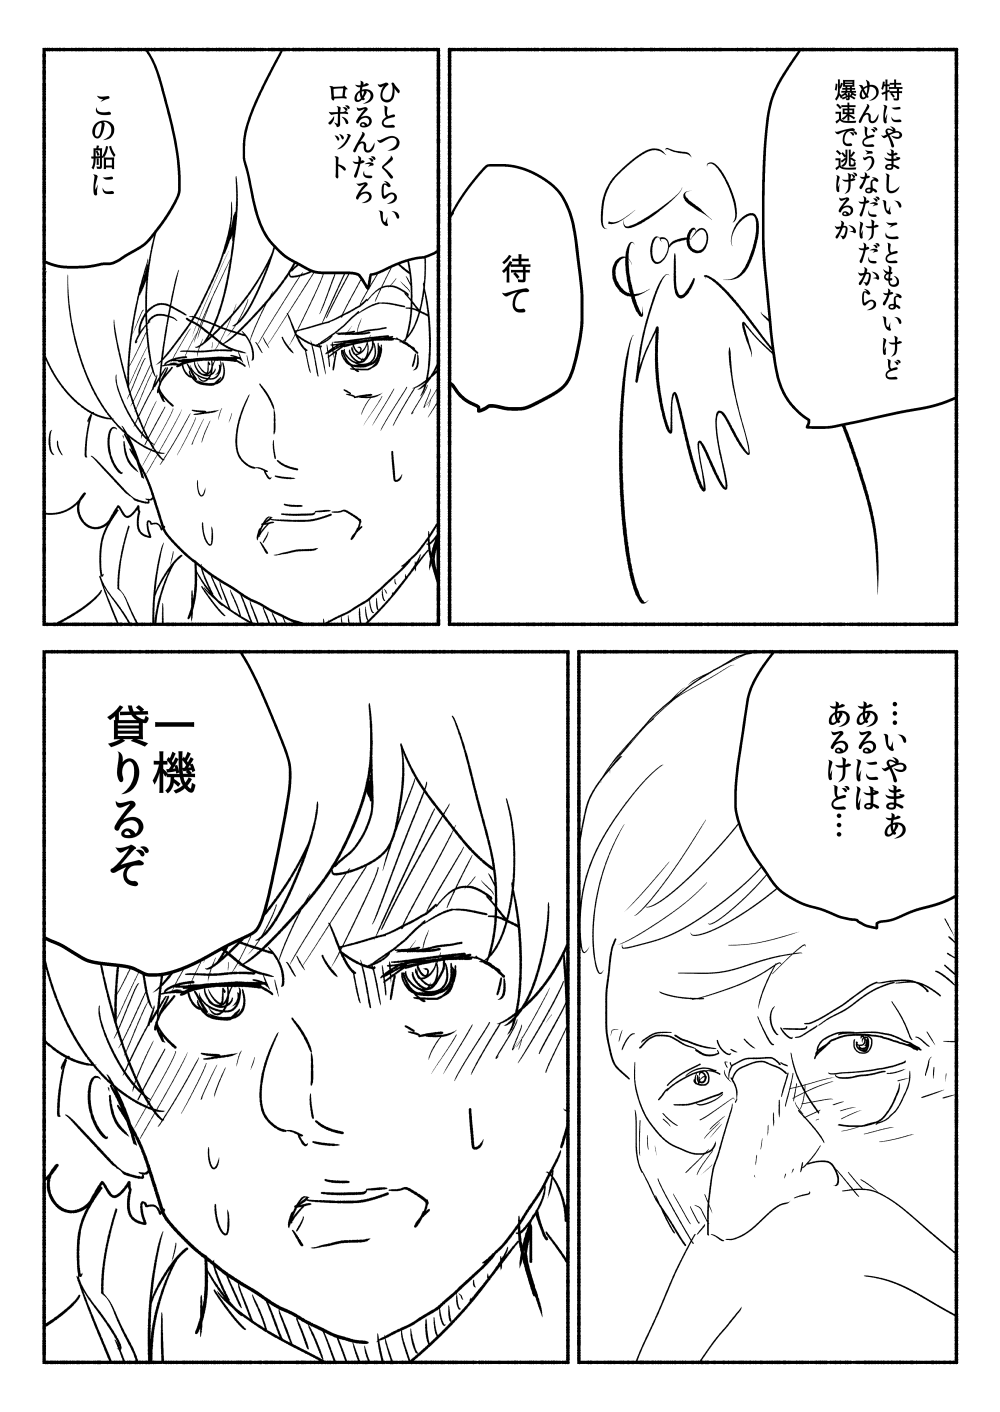 特にやましいこともないけど
めんどうなだけだから
爆速で逃げるか
待て
ひとつくらい
あるんだろ
ロボット
この船に
…いやまあ
あるには
あるけど…
一機
貸りるぞ